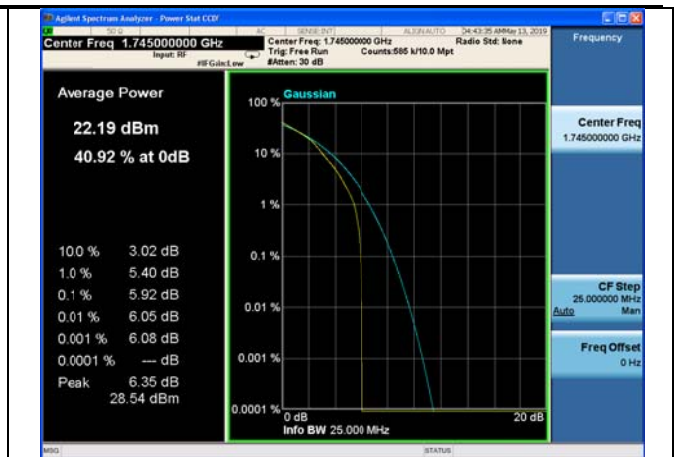 Agilent Spectrum Analyzer - Power Stat CCDF
50 Ω AC SENSE:INT ALIGN AUTO 04:43:35 AM May 13, 2019
Center Freq 1.745000000 GHz
Input: RF
#IFGain:Low
Center Freq: 1.745000000 GHz
Radio Std: None
Trig: Free Run Counts:585 k/10.0 Mpt
#Atten: 30 dB
Frequency
Average Power
22.19 dBm
40.92 % at 0dB
10.0 % 3.02 dB
1.0 % 5.40 dB
0.1 % 5.92 dB
0.01 % 6.05 dB
0.001 % 6.08 dB
0.0001 % --- dB
Peak 6.35 dB
28.54 dBm
Gaussian
100 %
10 %
1 %
0.1 %
0.01 %
0.001 %
0.0001 %
0 dB 20 dB
Info BW 25.000 MHz
Center Freq
1.745000000 GHz
CF Step
25.000000 MHz
Auto Man
Freq Offset
0 Hz
MSG STATUS